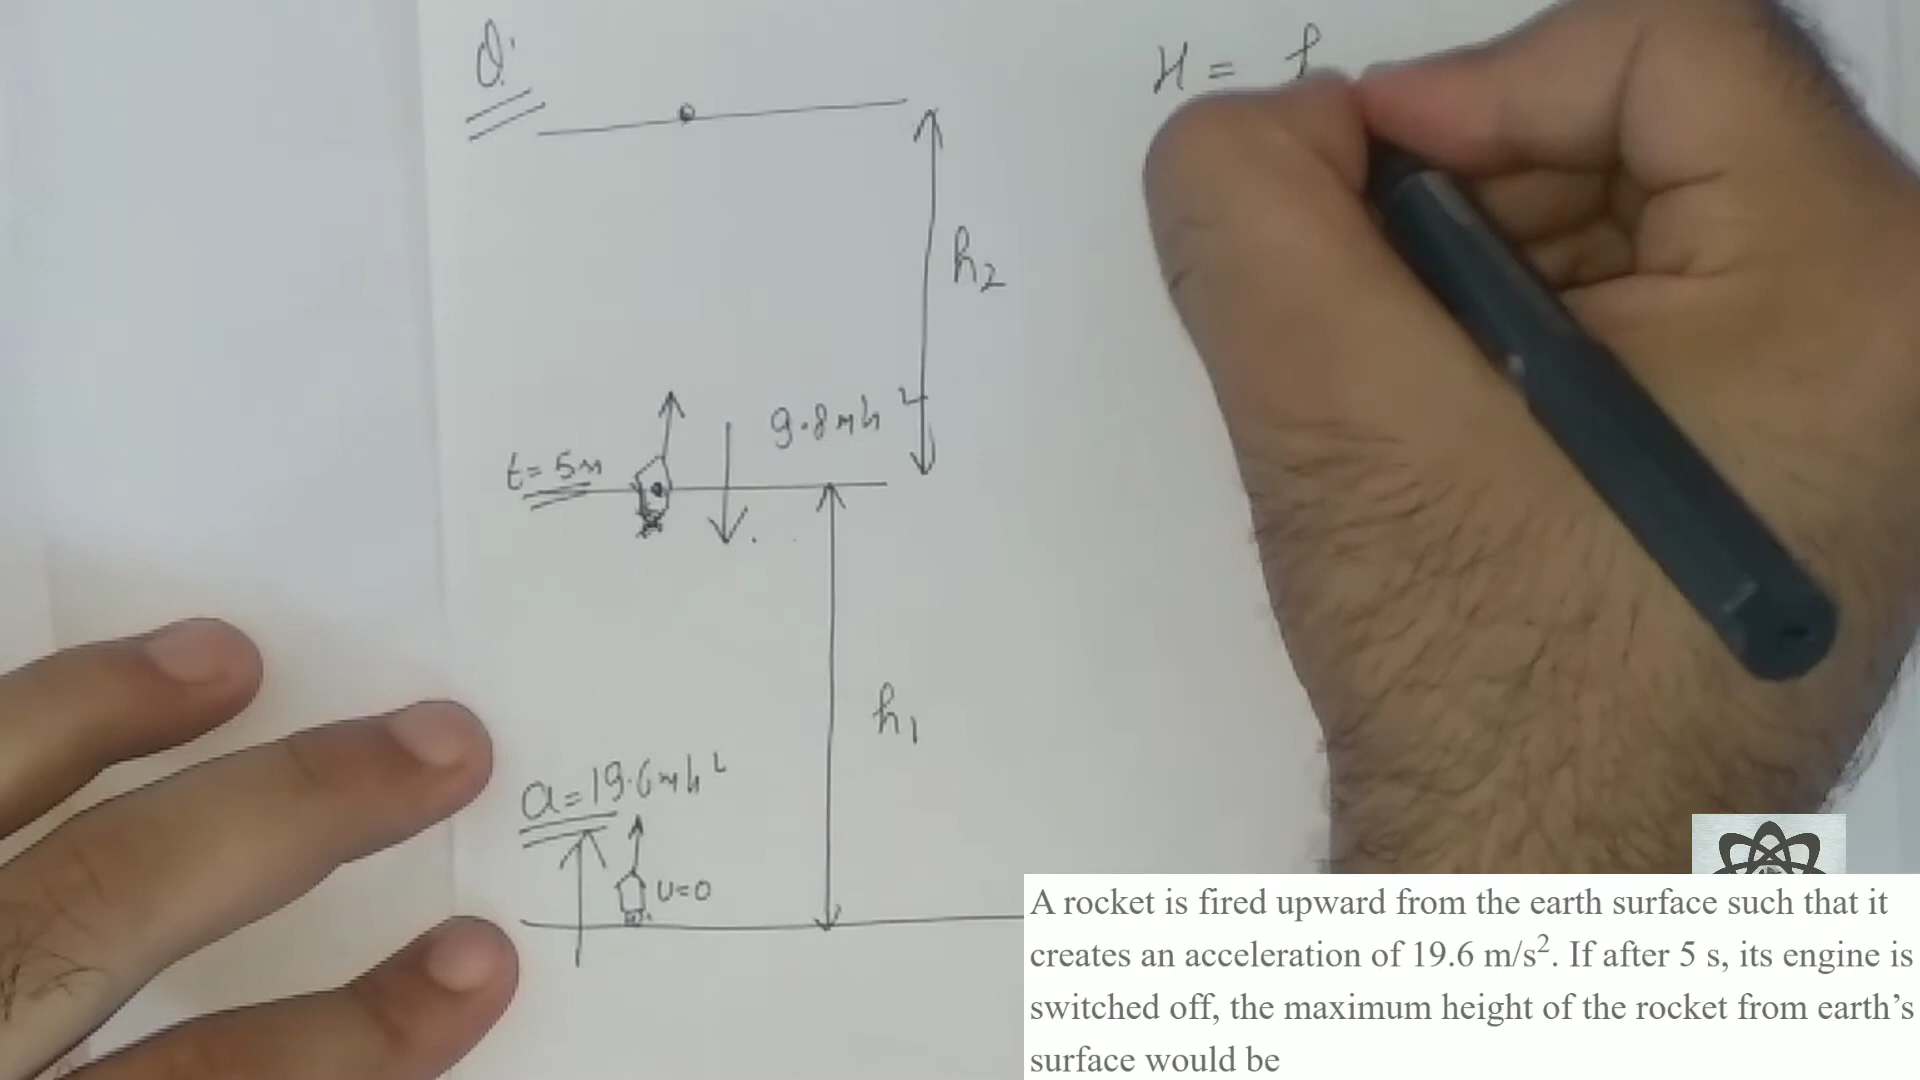 Q.
H = h
h₂
9.8 m/s²
t = 5 s
h₁
a = 19.6 m/s²
u = 0
A rocket is fired upward from the earth surface such that it
creates an acceleration of 19.6 m/s². If after 5 s, its engine is
switched off, the maximum height of the rocket from earth’s
surface would be